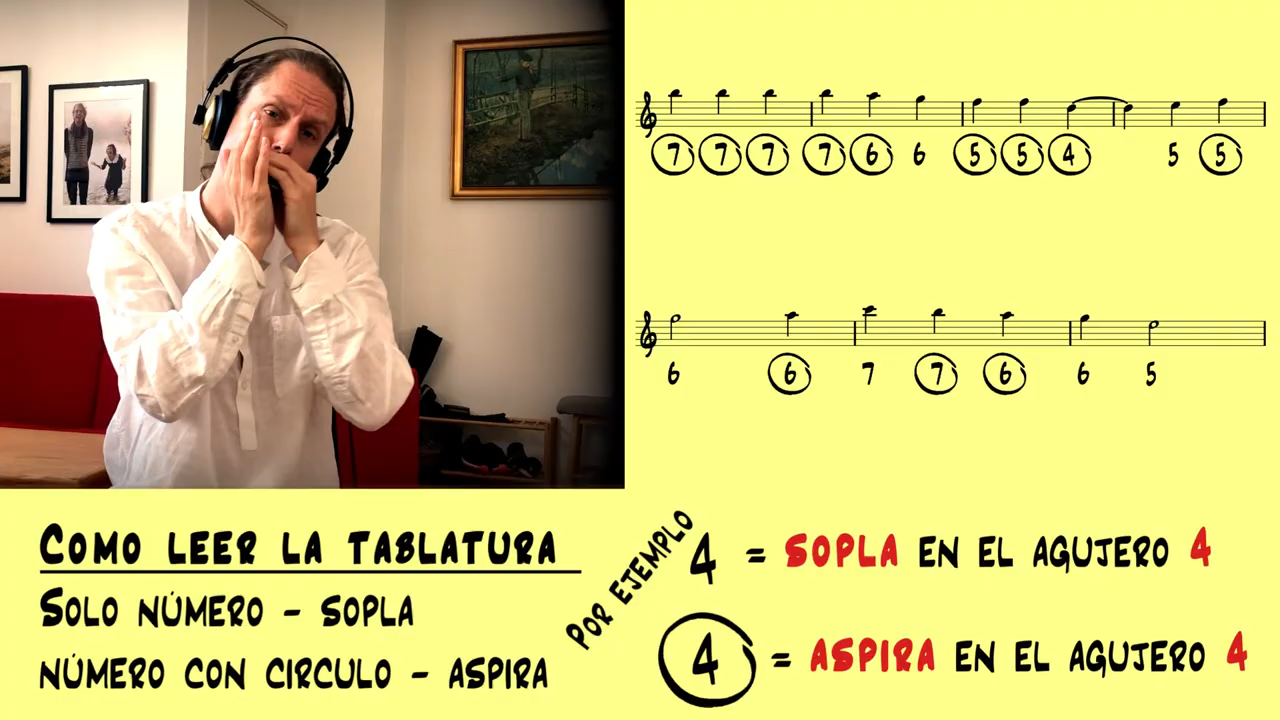 7 7 7 7 6 6 5 5 4 5 5
6 6 7 7 6 6 5
COMO LEER LA TABLATURA
SOLO NÚMERO - SOPLA
NÚMERO CON CIRCULO - ASPIRA
POR EJEMPLO
4 = SOPLA EN EL AGUJERO 4
4 = ASPIRA EN EL AGUJERO 4